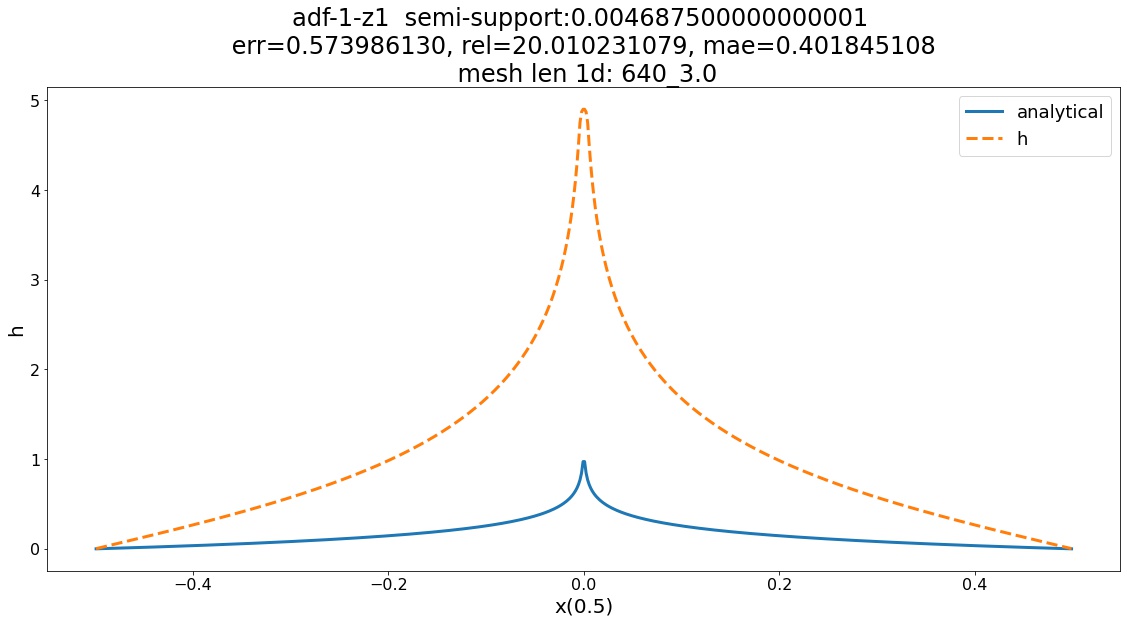 adf-1-z1  semi-support:0.004687500000000001
err=0.573986130, rel=20.010231079, mae=0.401845108
mesh len 1d: 640_3.0
analytical
h
5
4
3
2
1
0
h
−0.4
−0.2
0.0
0.2
0.4
x(0.5)